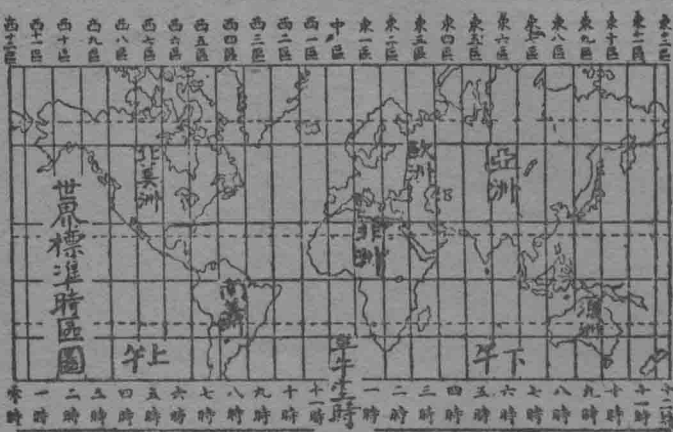 西十二區 西十一區 西十區 西九區 西八區 西七區 西六區 西五區 西四區 西三區 西二區 西一區 中區 東一區 東二區 東三區 東四區 東五區 東六區 東七區 東八區 東九區 東十區 東十一區 東十二區
北美洲
歐洲
亞洲
世界標準時區圖
非洲
南美洲
澳洲
上午
下午
零時 一時 二時 三時 四時 五時 六時 七時 八時 九時 十時 十一時 正午十二時 一時 二時 三時 四時 五時 六時 七時 八時 九時 十時 十一時 十二時